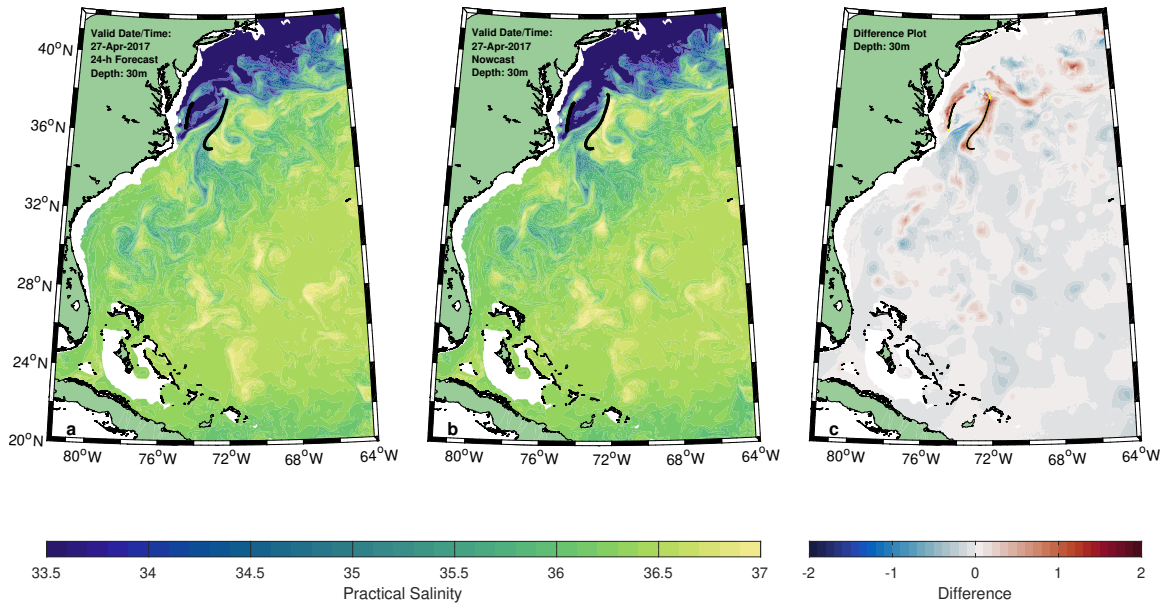 Valid Date/Time:
27-Apr-2017
24-h Forecast
Depth: 30m
Valid Date/Time:
27-Apr-2017
Nowcast
Depth: 30m
Difference Plot
Depth: 30m
40°N
36°N
32°N
28°N
24°N
20°N
a
b
c
80°W 76°W 72°W 68°W 64°W
80°W 76°W 72°W 68°W 64°W
80°W 76°W 72°W 68°W 64°W
33.5 34 34.5 35 35.5 36 36.5 37
Practical Salinity
-2 -1 0 1 2
Difference